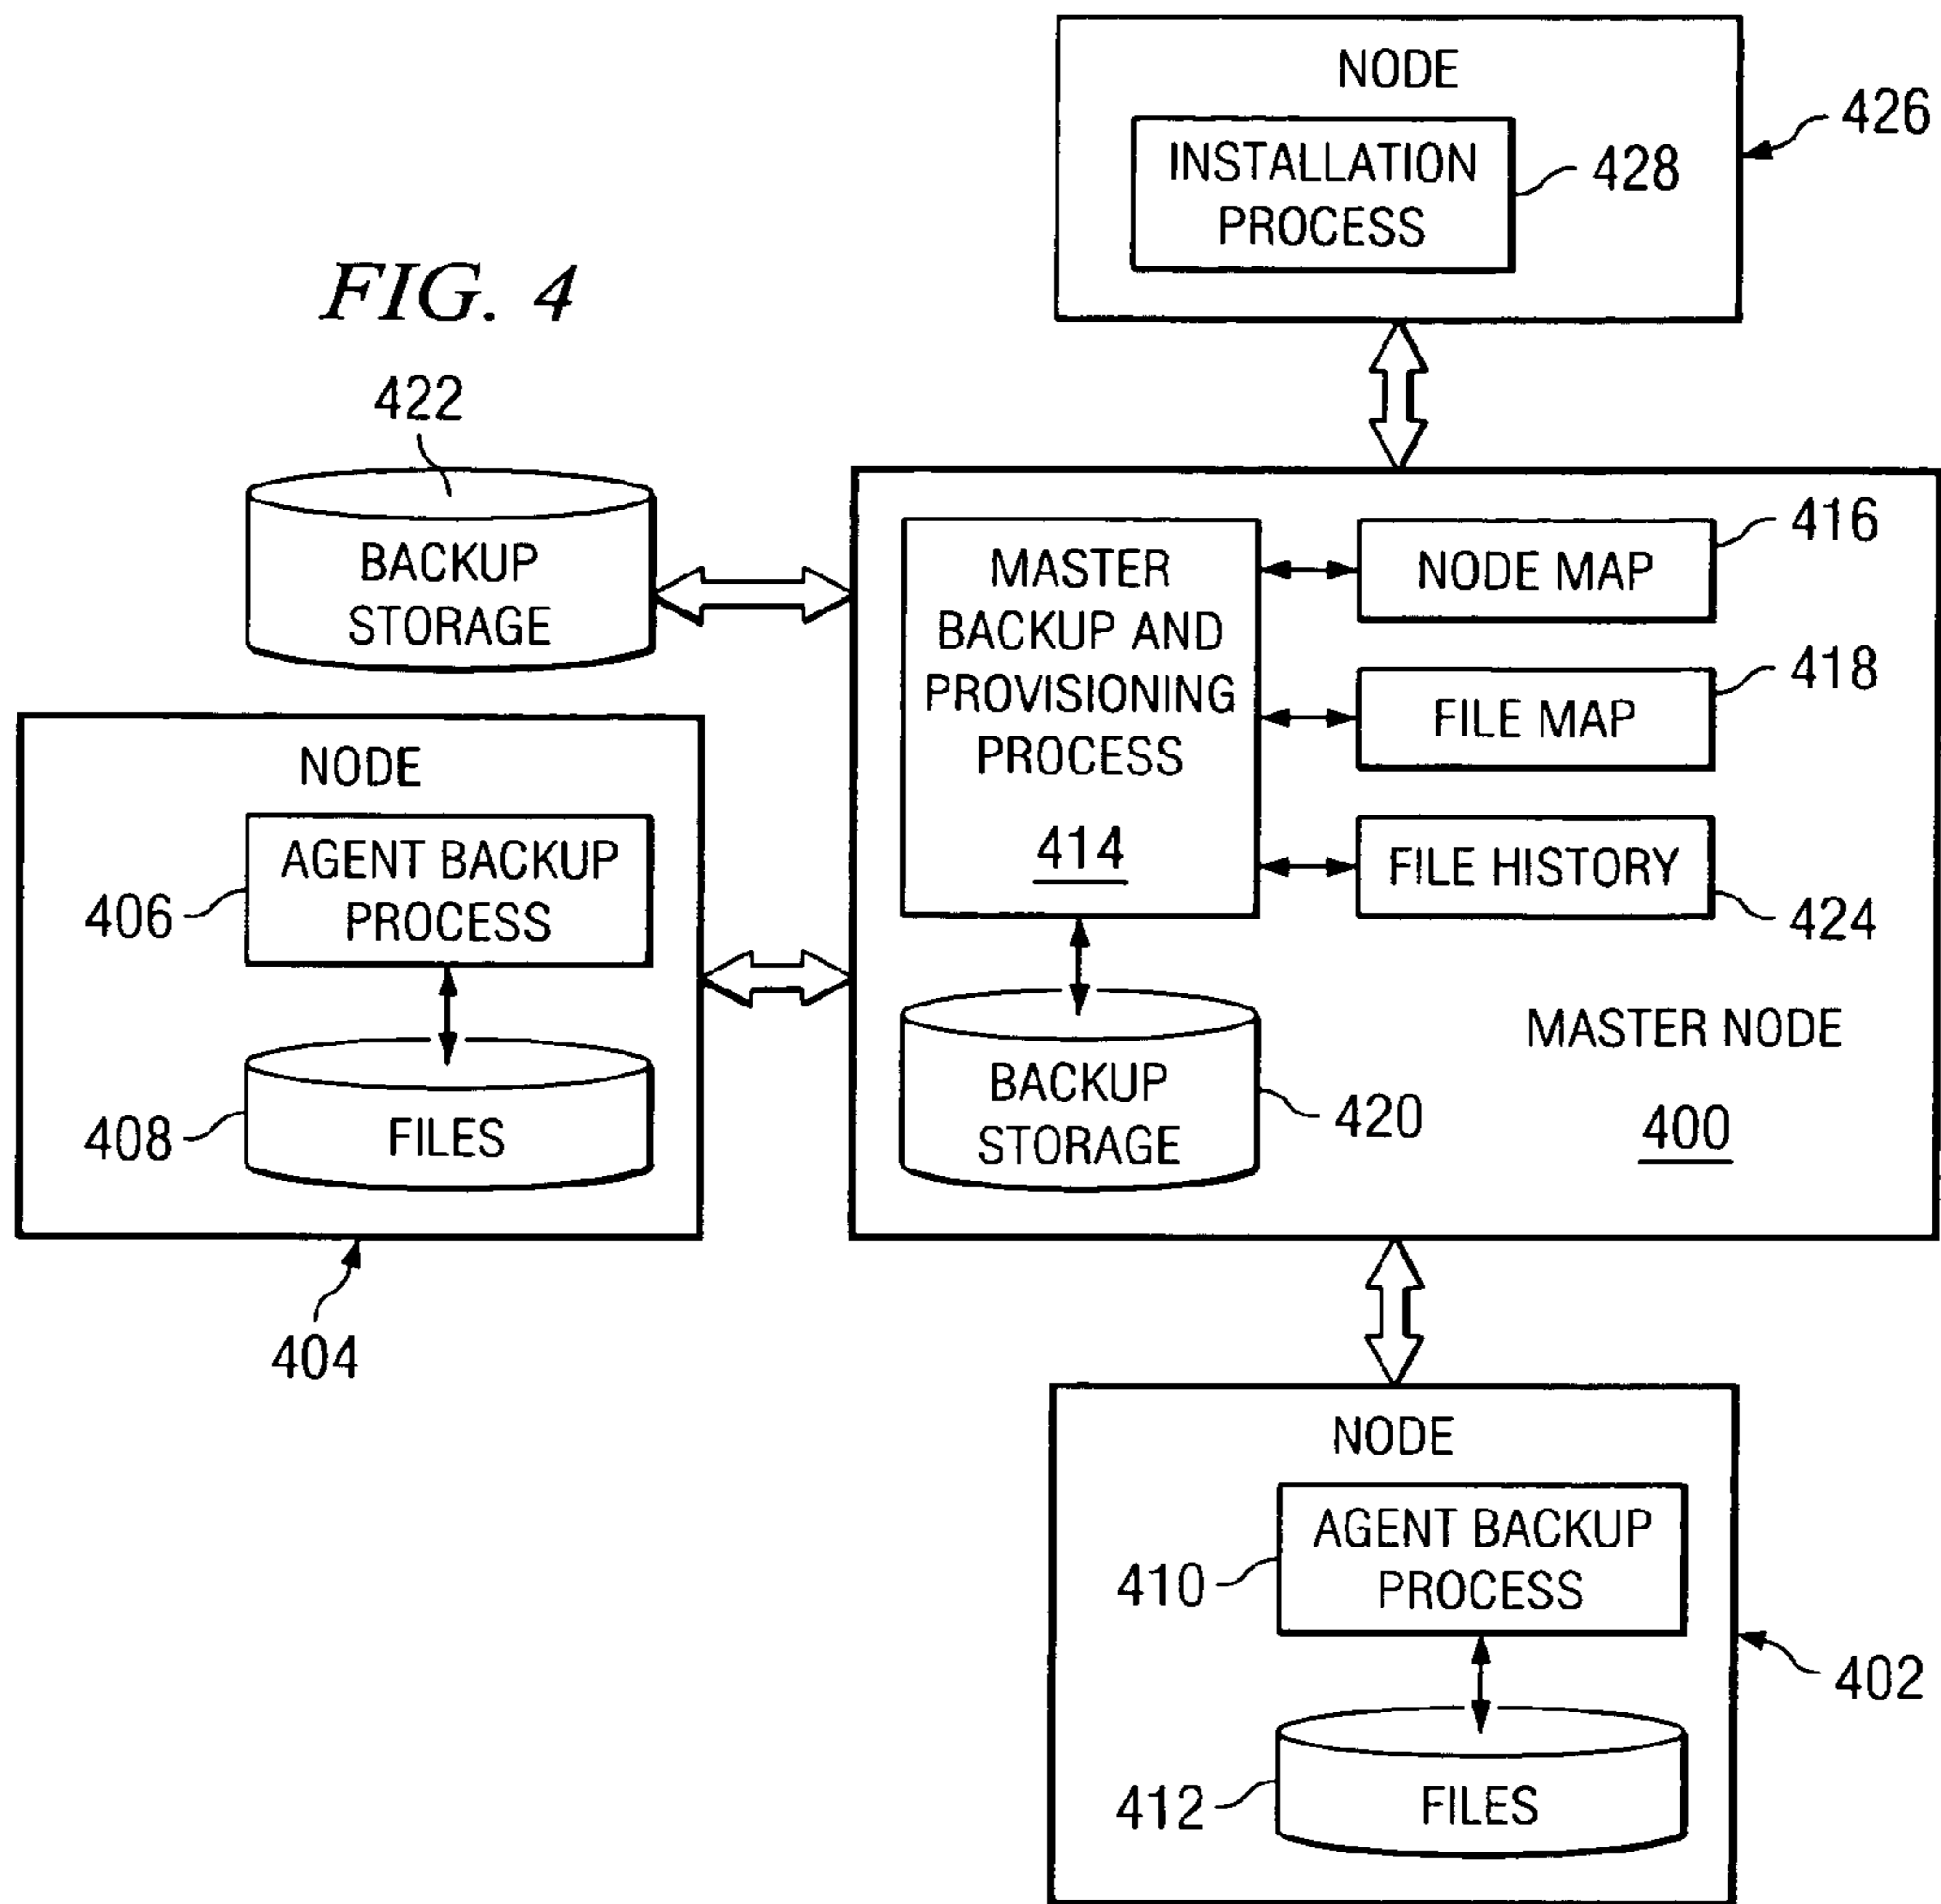 NODE
426
INSTALLATION
PROCESS
428
FIG. 4
422
BACKUP
STORAGE
MASTER
BACKUP AND
PROVISIONING
PROCESS
414
NODE MAP
416
FILE MAP
418
FILE HISTORY
424
BACKUP
STORAGE
420
MASTER NODE
400
NODE
AGENT BACKUP
PROCESS
406
FILES
408
404
NODE
AGENT BACKUP
PROCESS
410
402
FILES
412